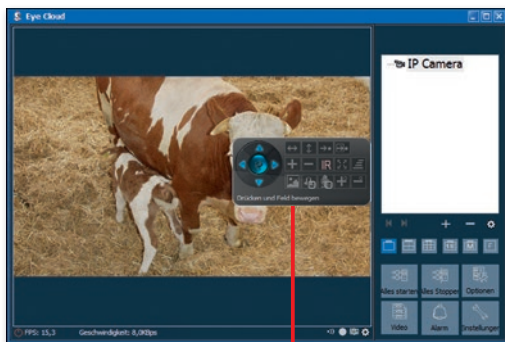 Eye Cloud
IP Camera
IR
Drücken und Feld bewegen
Alles starten
Alles Stoppen
Optionen
Video
Alarm
Einstellungen
FPS: 15,3
Geschwindigkeit: 8,0KBps